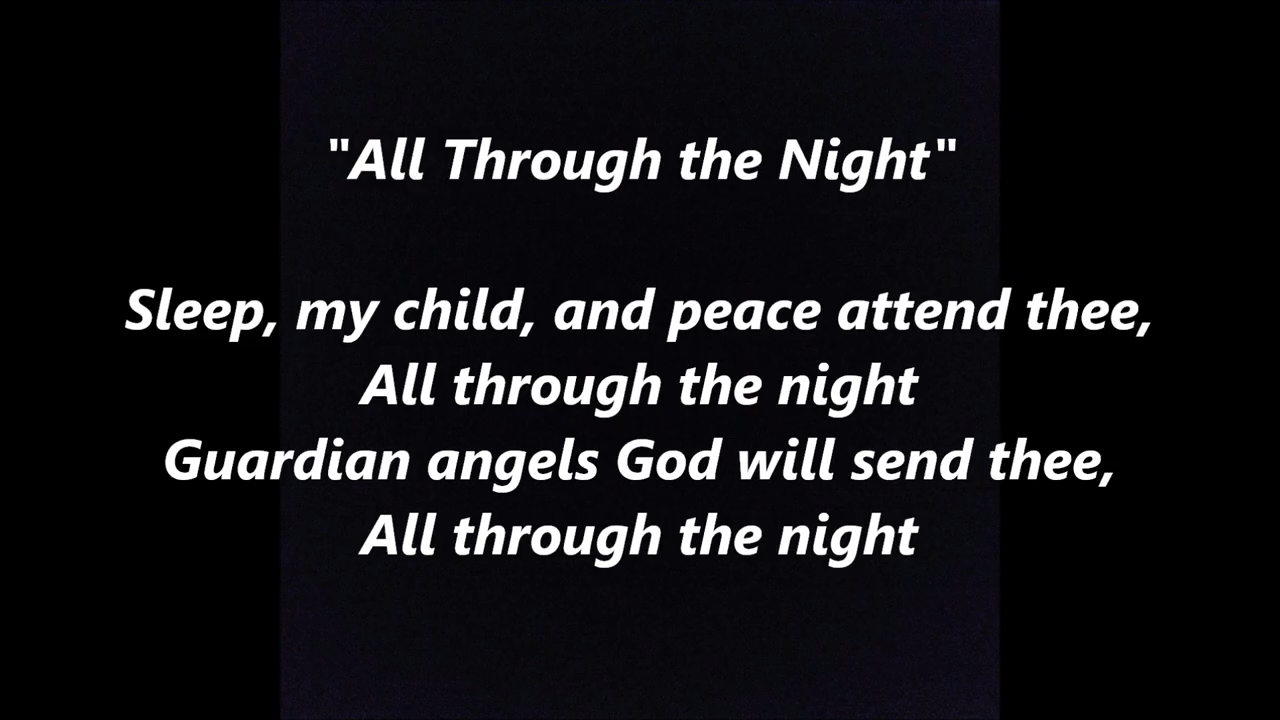 "All Through the Night"
Sleep, my child, and peace attend thee,
All through the night
Guardian angels God will send thee,
All through the night